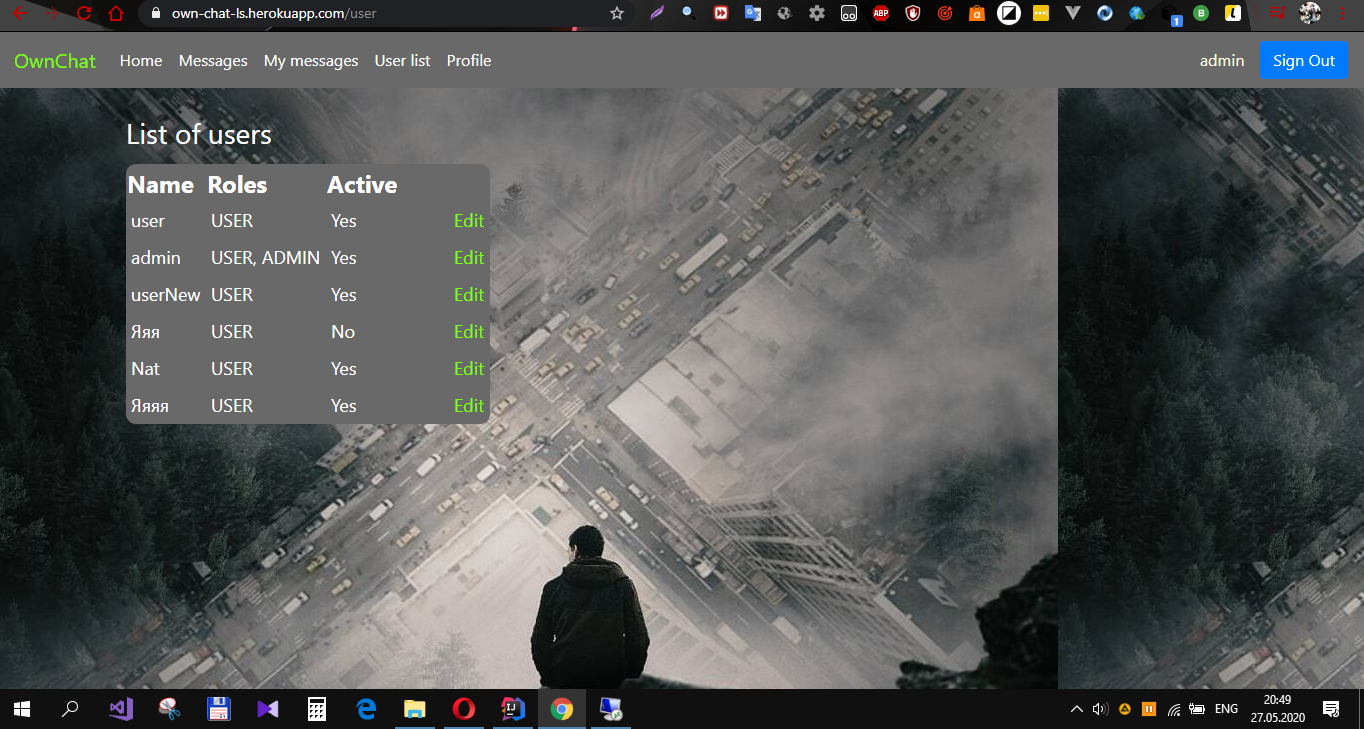 own-chat-ls.herokuapp.com/user
ABP
1
B
OwnChat Home Messages My messages User list Profile admin Sign Out
List of users
Name Roles Active
user USER Yes Edit
admin USER, ADMIN Yes Edit
userNew USER Yes Edit
Яяя USER No Edit
Nat USER Yes Edit
Яяяя USER Yes Edit
ENG
20:49
27.05.2020